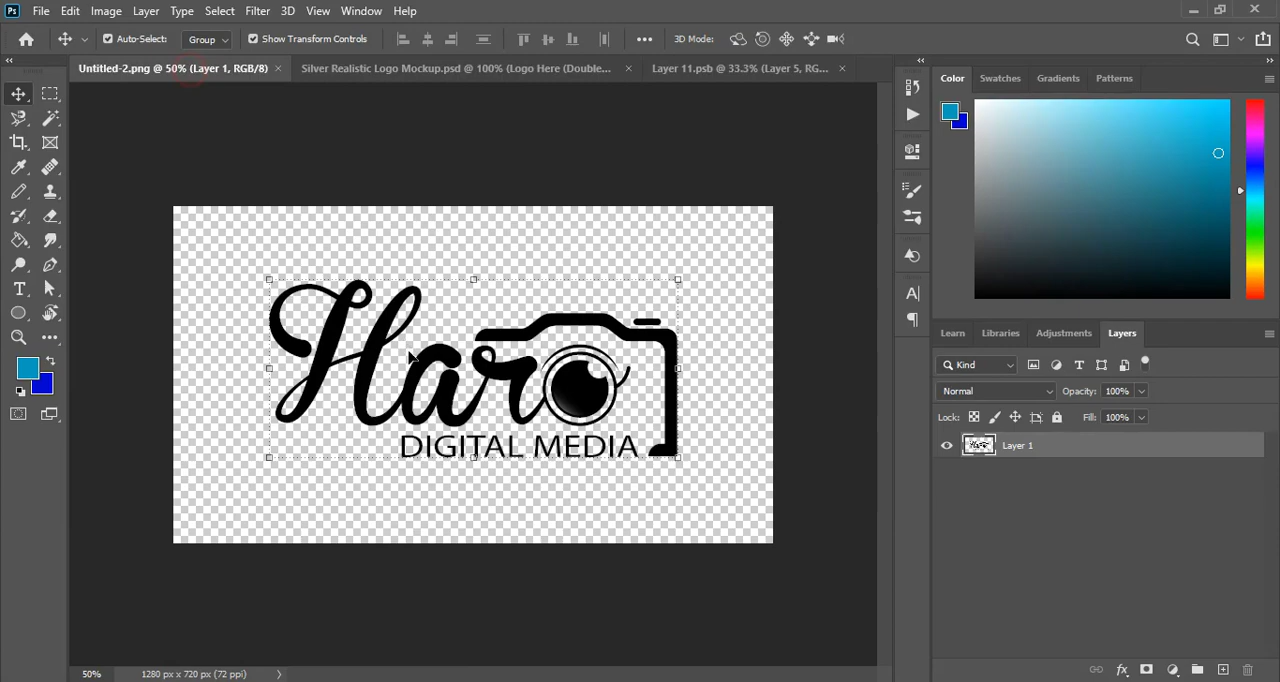 Ps File Edit Image Layer Type Select Filter 3D View Window Help
Auto-Select: Group Show Transform Controls 3D Mode:
Untitled-2.png @ 50% (Layer 1, RGB/8) Silver Realistic Logo Mockup.psd @ 100% (Logo Here (Double... Layer 11.psb @ 33.3% (Layer 5, RG...
Color Swatches Gradients Patterns
Haro
DIGITAL MEDIA
Learn Libraries Adjustments Layers
Kind
Normal Opacity: 100%
Lock: Fill: 100%
Layer 1
50% 1280 px x 720 px (72 ppi)